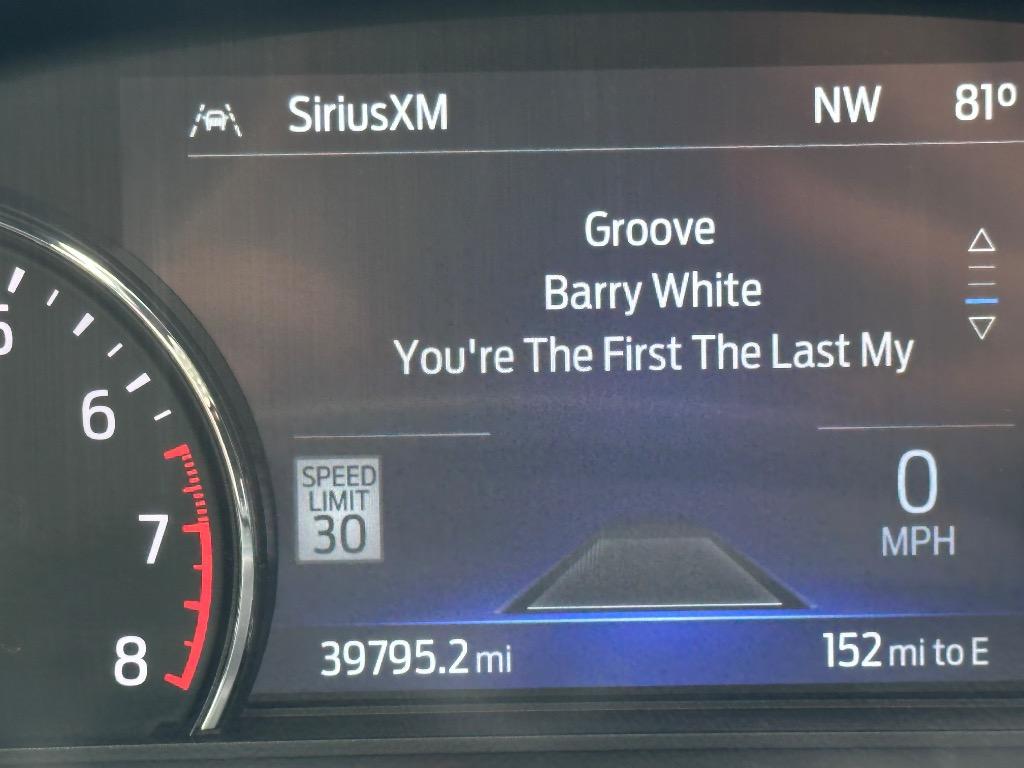 SiriusXM NW 81°
Groove
Barry White
You're The First The Last My
SPEED
LIMIT
30
0
MPH
39795.2 mi 152 mi to E
6
7
8